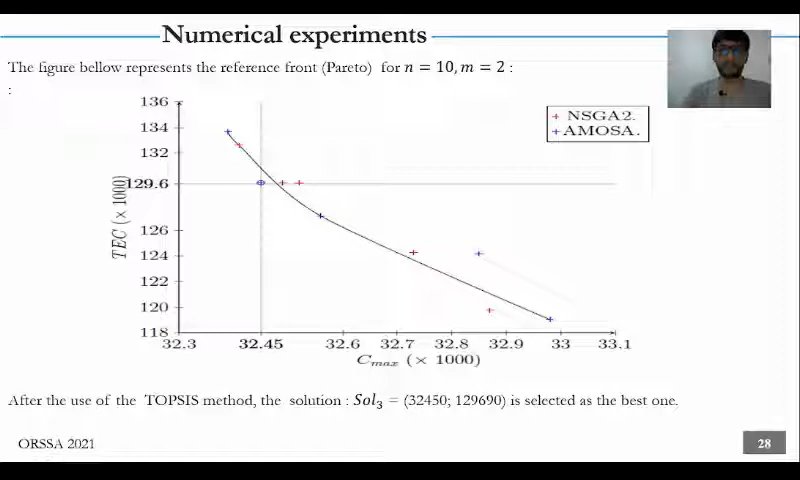 Numerical experiments
The figure bellow represents the reference front (Pareto) for n = 10, m = 2 :
:
136
134
132
129.6
126
124
122
120
118
TEC (× 1000)
NSGA2.
AMOSA.
32.3 32.45 32.6 32.7 32.8 32.9 33 33.1
Cmax (× 1000)
After the use of the TOPSIS method, the solution : Sol3 = (32450; 129690) is selected as the best one.
ORSSA 2021
28